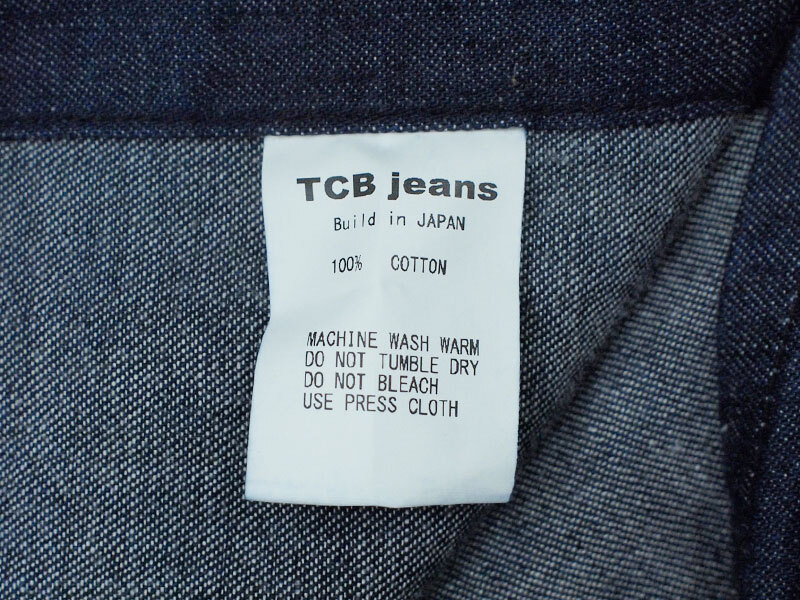 TCB jeans
Build in JAPAN
100% COTTON
MACHINE WASH WARM
DO NOT TUMBLE DRY
DO NOT BLEACH
USE PRESS CLOTH